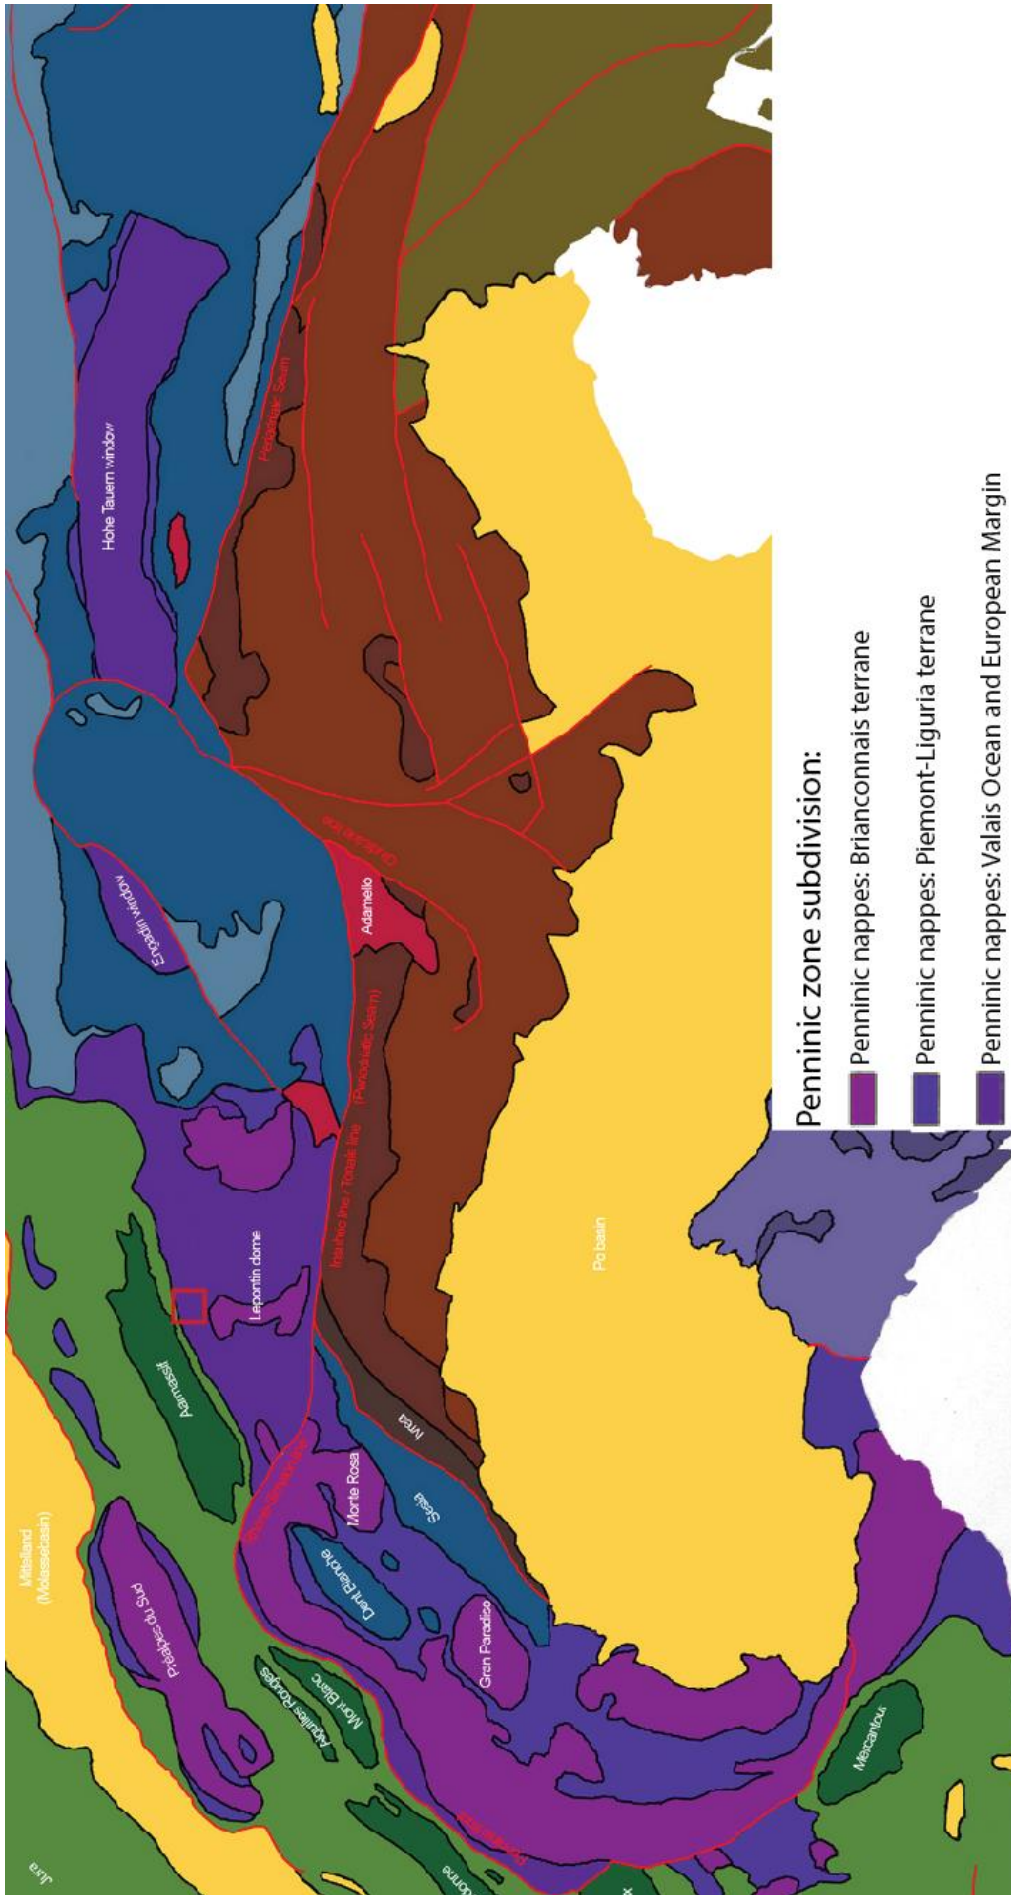 Jura
Mittelland
(Molassebasin)
Préalpes du Sud
Aiguilles Rouges
Mont Blanc
donne
Aarmassif
Lepontin dome
Engadin window
Hohe Tauern window
Monte Rosa
Dent Blanche
Sesia
Ivrea
Gran Paradiso
Mercantour
x
Adamello
Insubric line / Tonale line
(Periadriatic Seam)
Giudicarie line
Periadriatic Seam
Po basin
Penninic zone subdivision:
Penninic nappes: Brianconnais terrane
Penninic nappes: Piemont-Liguria terrane
Penninic nappes: Valais Ocean and European Margin